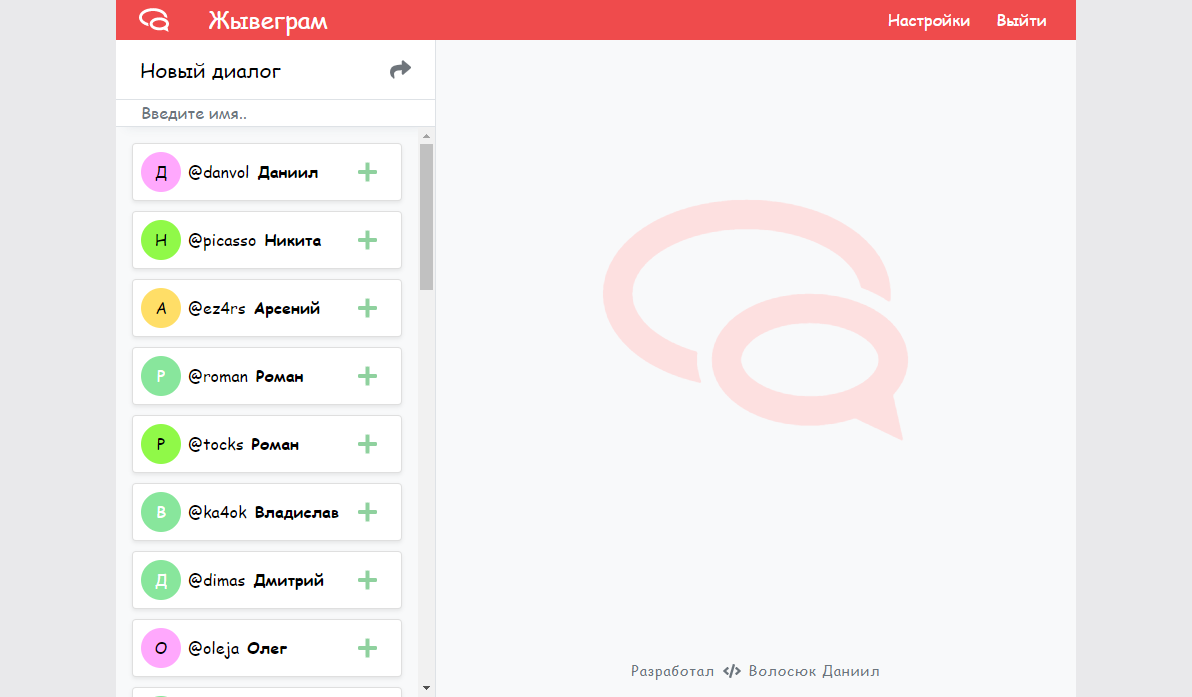 Жывеграм
Настройки Выйти
Новый диалог
Введите имя..
Д @danvol Даниил
Н @picasso Никита
А @ez4rs Арсений
Р @roman Роман
Р @tocks Роман
В @ka4ok Владислав
Д @dimas Дмитрий
О @oleja Олег
Разработал </> Волосюк Даниил